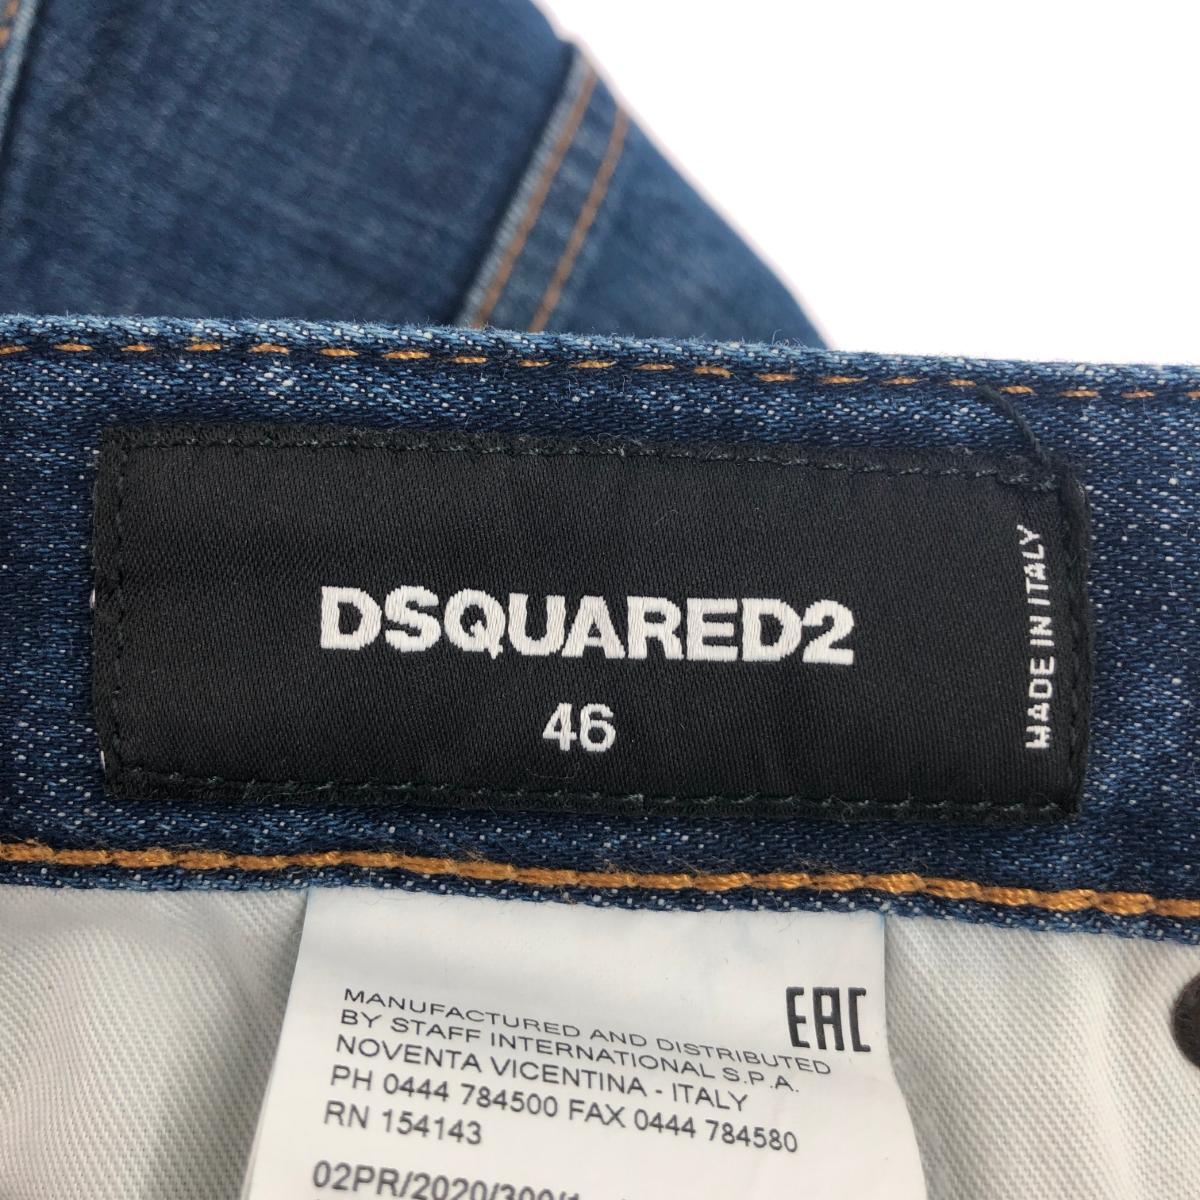 DSQUARED2
46
MADE IN ITALY
EAC
MANUFACTURED AND DISTRIBUTED
BY STAFF INTERNATIONAL S.P.A.
NOVENTA VICENTINA - ITALY
PH 0444 784500 FAX 0444 784580
RN 154143
02PR/2020/300/1